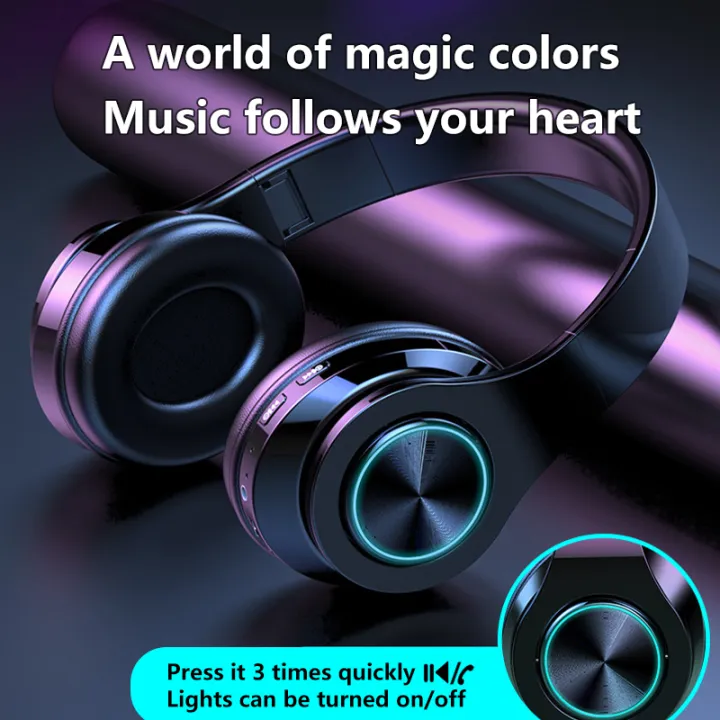 A world of magic colors
Music follows your heart
Press it 3 times quickly
Lights can be turned on/off